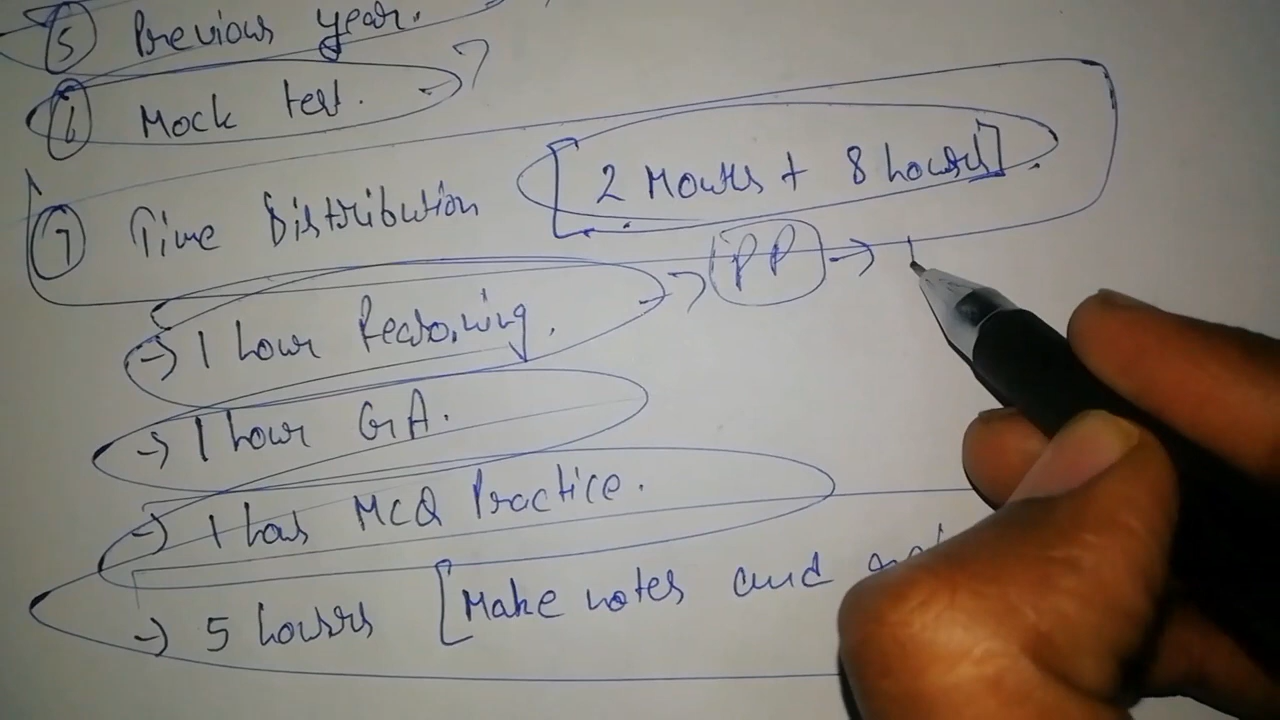 5 Previous year.
6 Mock test. → ?
7 Time Distribution [2 Months + 8 hours].
→ 1 hour Reasoning. → PP →
→ 1 hour GA.
→ 1 hour MCQ Practice.
→ 5 hours [Make notes and